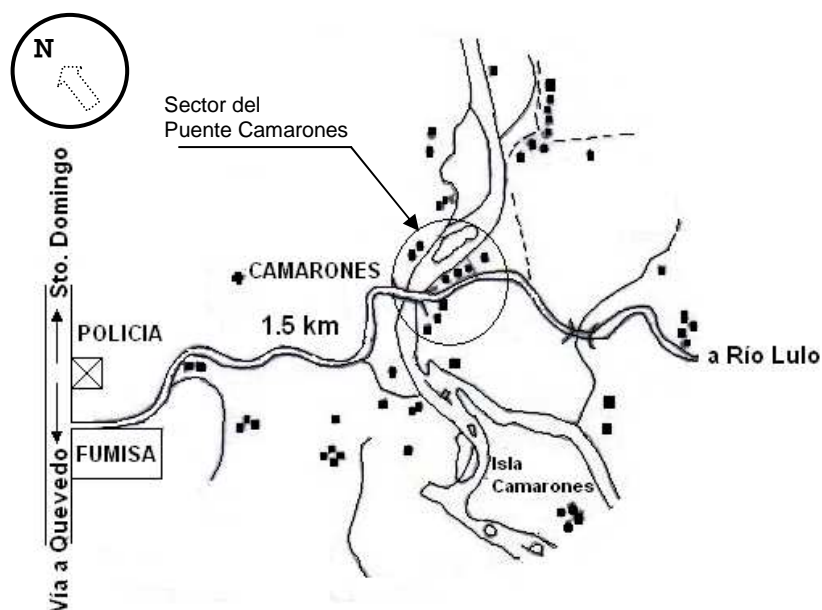 N
Sector del
Puente Camarones
Sto. Domingo
CAMARONES
POLICIA
1.5 km
a Río Lulo
FUMISA
Isla
Camarones
Vía a Quevedo